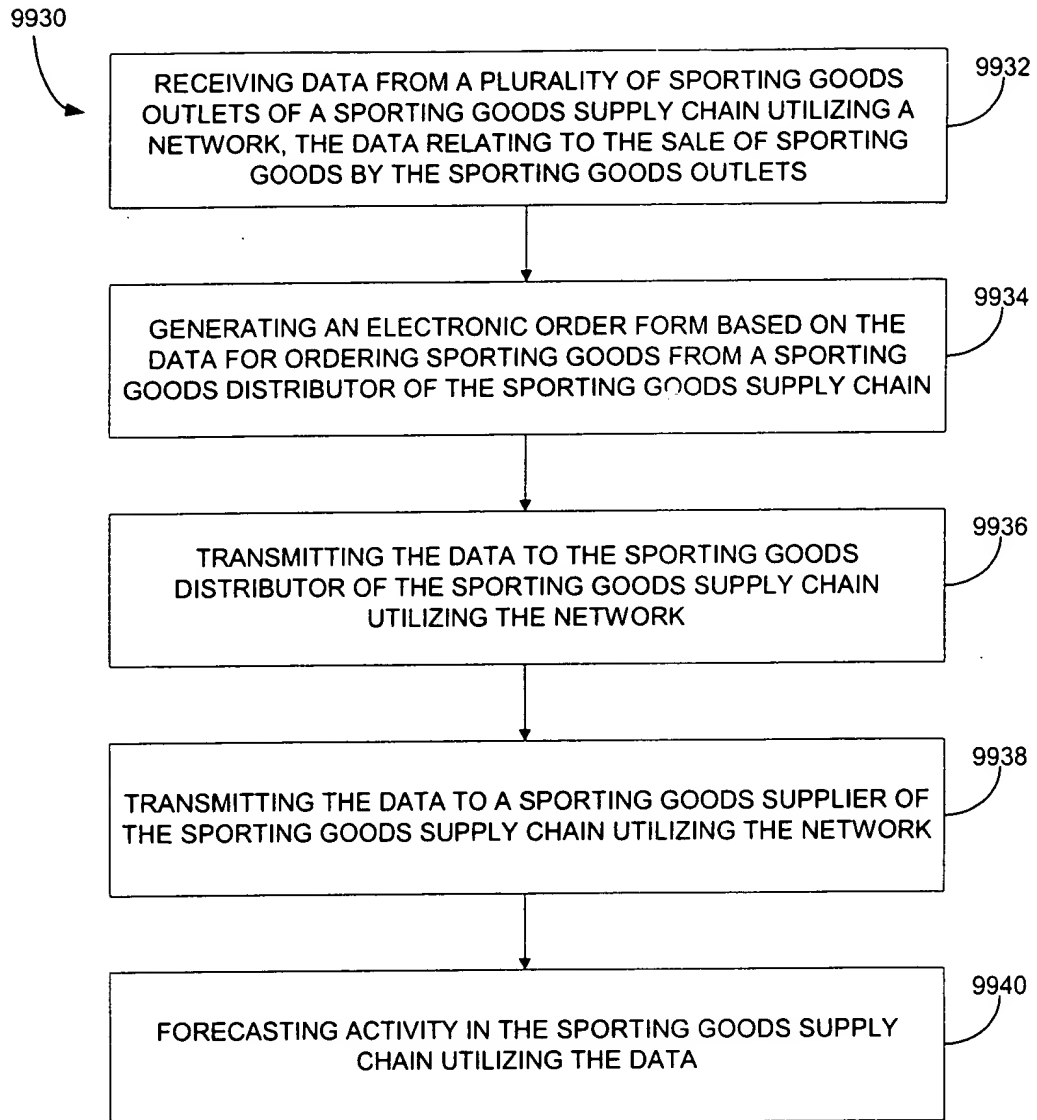 9930
RECEIVING DATA FROM A PLURALITY OF SPORTING GOODS
OUTLETS OF A SPORTING GOODS SUPPLY CHAIN UTILIZING A
NETWORK, THE DATA RELATING TO THE SALE OF SPORTING
GOODS BY THE SPORTING GOODS OUTLETS
9932
GENERATING AN ELECTRONIC ORDER FORM BASED ON THE
DATA FOR ORDERING SPORTING GOODS FROM A SPORTING
GOODS DISTRIBUTOR OF THE SPORTING GOODS SUPPLY CHAIN
9934
TRANSMITTING THE DATA TO THE SPORTING GOODS
DISTRIBUTOR OF THE SPORTING GOODS SUPPLY CHAIN
UTILIZING THE NETWORK
9936
TRANSMITTING THE DATA TO A SPORTING GOODS SUPPLIER OF
THE SPORTING GOODS SUPPLY CHAIN UTILIZING THE NETWORK
9938
FORECASTING ACTIVITY IN THE SPORTING GOODS SUPPLY
CHAIN UTILIZING THE DATA
9940